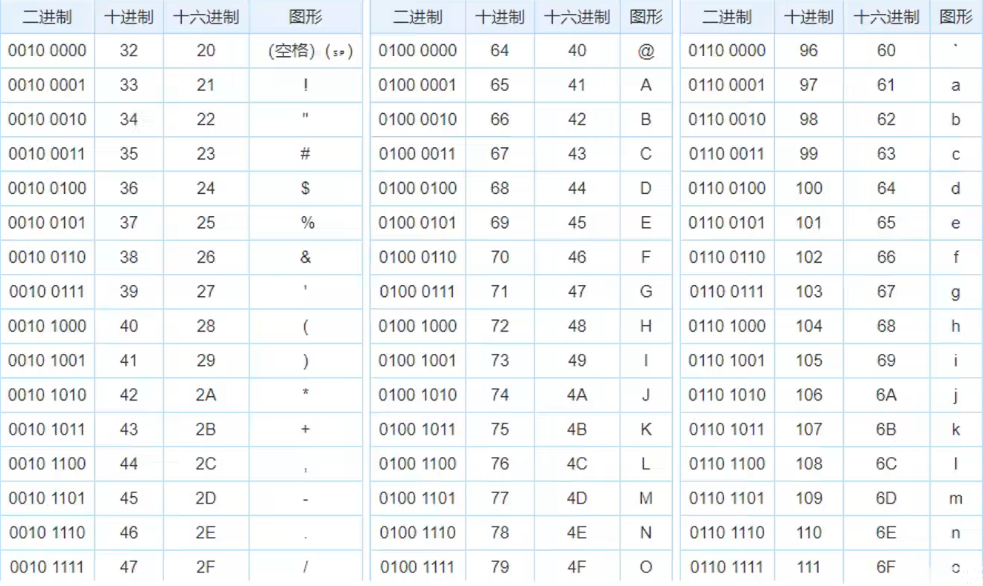 二进制 十进制 十六进制 图形 二进制 十进制 十六进制 图形 二进制 十进制 十六进制 图形
0010 0000 32 20 (空格) (␠) 0100 0000 64 40 @ 0110 0000 96 60 `
0010 0001 33 21 ! 0100 0001 65 41 A 0110 0001 97 61 a
0010 0010 34 22 " 0100 0010 66 42 B 0110 0010 98 62 b
0010 0011 35 23 # 0100 0011 67 43 C 0110 0011 99 63 c
0010 0100 36 24 $ 0100 0100 68 44 D 0110 0100 100 64 d
0010 0101 37 25 % 0100 0101 69 45 E 0110 0101 101 65 e
0010 0110 38 26 & 0100 0110 70 46 F 0110 0110 102 66 f
0010 0111 39 27 ' 0100 0111 71 47 G 0110 0111 103 67 g
0010 1000 40 28 ( 0100 1000 72 48 H 0110 1000 104 68 h
0010 1001 41 29 ) 0100 1001 73 49 I 0110 1001 105 69 i
0010 1010 42 2A * 0100 1010 74 4A J 0110 1010 106 6A j
0010 1011 43 2B + 0100 1011 75 4B K 0110 1011 107 6B k
0010 1100 44 2C , 0100 1100 76 4C L 0110 1100 108 6C l
0010 1101 45 2D - 0100 1101 77 4D M 0110 1101 109 6D m
0010 1110 46 2E . 0100 1110 78 4E N 0110 1110 110 6E n
0010 1111 47 2F / 0100 1111 79 4F O 0110 1111 111 6F o